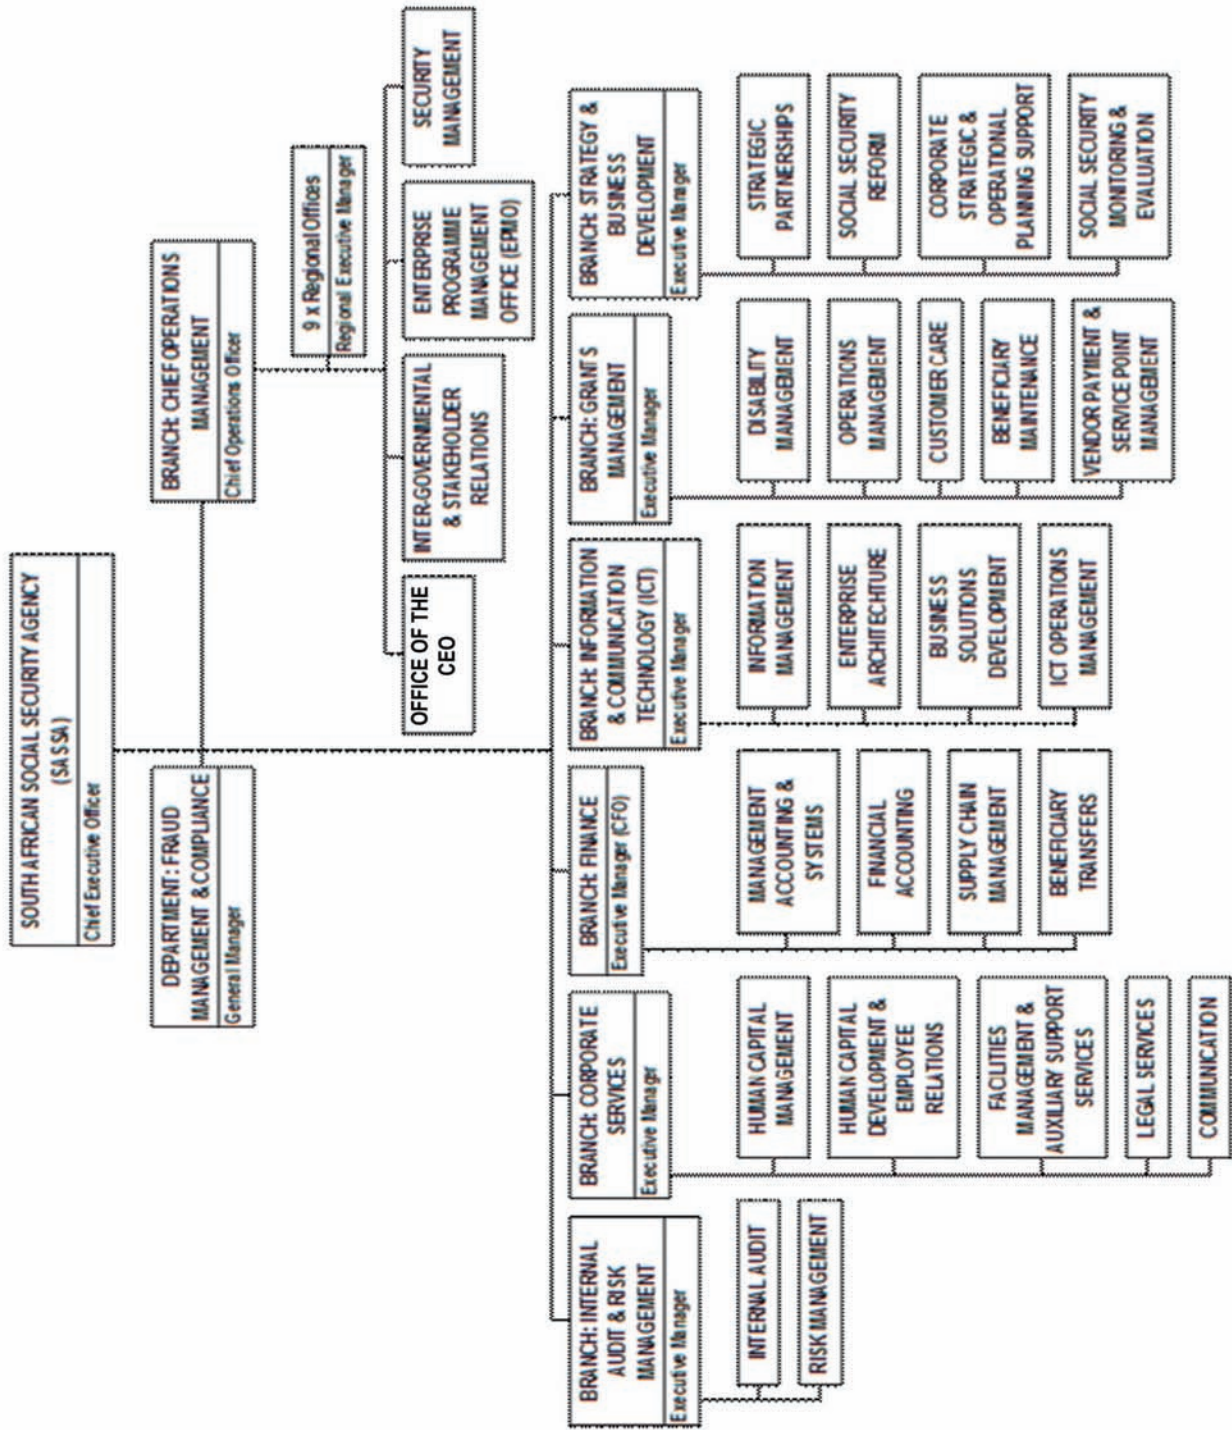 SOUTH AFRICAN SOCIAL SECURITY AGENCY
(SASSA)
Chief Executive Officer
DEPARTMENT: FRAUD
MANAGEMENT & COMPLIANCE
General Manager
BRANCH: CHIEF OPERATIONS
MANAGEMENT
Chief Operations Officer
9 x Regional Offices
Regional Executive Manager
OFFICE OF THE
CEO
INTER-GOVERNMENTAL
& STAKEHOLDER
RELATIONS
ENTERPRISE
PROGRAMME
MANAGEMENT
OFFICE (EPMO)
SECURITY
MANAGEMENT
BRANCH: INTERNAL
AUDIT & RISK
MANAGEMENT
Executive Manager
INTERNAL AUDIT
RISK MANAGEMENT
BRANCH: CORPORATE
SERVICES
Executive Manager
HUMAN CAPITAL
MANAGEMENT
HUMAN CAPITAL
DEVELOPMENT &
EMPLOYEE
RELATIONS
FACILITIES
MANAGEMENT &
AUXILIARY SUPPORT
SERVICES
LEGAL SERVICES
COMMUNICATION
BRANCH: FINANCE
Executive Manager (CFO)
MANAGEMENT
ACCOUNTING &
SYSTEMS
FINANCIAL
ACCOUNTING
SUPPLY CHAIN
MANAGEMENT
BENEFICIARY
TRANSFERS
BRANCH: INFORMATION
& COMMUNICATION
TECHNOLOGY (ICT)
Executive Manager
INFORMATION
MANAGEMENT
ENTERPRISE
ARCHITECHTURE
BUSINESS
SOLUTIONS
DEVELOPMENT
ICT OPERATIONS
MANAGEMENT
BRANCH: GRANTS
MANAGEMENT
Executive Manager
DISABILITY
MANAGEMENT
OPERATIONS
MANAGEMENT
CUSTOMER CARE
BENEFICIARY
MAINTENANCE
VENDOR PAYMENT &
SERVICE POINT
MANAGEMENT
BRANCH: STRATEGY &
BUSINESS
DEVELOPMENT
Executive Manager
STRATEGIC
PARTNERSHIPS
SOCIAL SECURITY
REFORM
CORPORATE
STRATEGIC &
OPERATIONAL
PLANNING SUPPORT
SOCIAL SECURITY
MONITORING &
EVALUATION